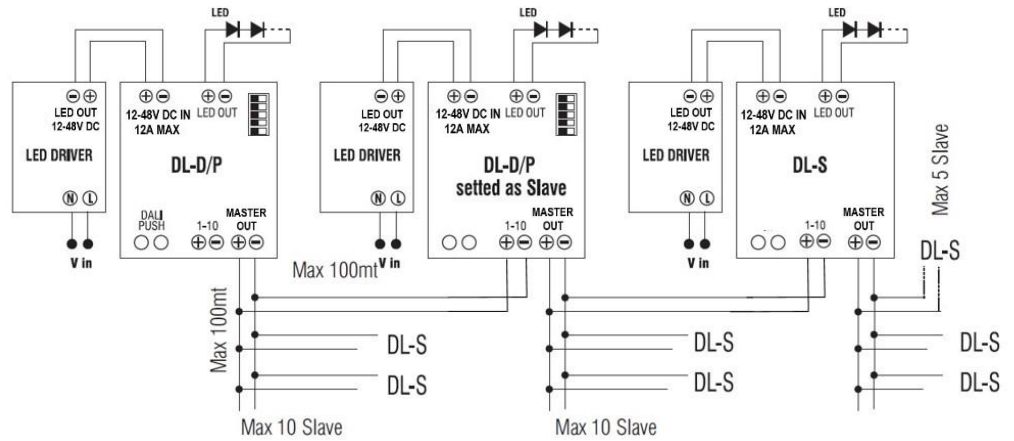 LED
LED
LED
⊖ ⊕
LED OUT
12-48V DC
LED DRIVER
N L
V in
⊕ ⊖ ⊕ ⊖
12-48V DC IN LED OUT
12A MAX
DL-D/P
DALI
PUSH
1-10
MASTER
OUT
⊕ ⊖ ⊕ ⊖
⊖ ⊕
LED OUT
12-48V DC
LED DRIVER
N L
V in
⊕ ⊖ ⊕ ⊖
12-48V DC IN LED OUT
12A MAX
DL-D/P
setted as Slave
1-10
MASTER
OUT
⊕ ⊖ ⊕ ⊖
⊖ ⊕
LED OUT
12-48V DC
LED DRIVER
N L
V in
⊕ ⊖ ⊕ ⊖
12-48V DC IN LED OUT
12A MAX
DL-S
1-10
MASTER
OUT
⊕ ⊖ ⊕ ⊖
Max 5 Slave
DL-S
Max 100mt
Max 100mt
DL-S
DL-S
Max 10 Slave
DL-S
DL-S
Max 10 Slave
DL-S
DL-S